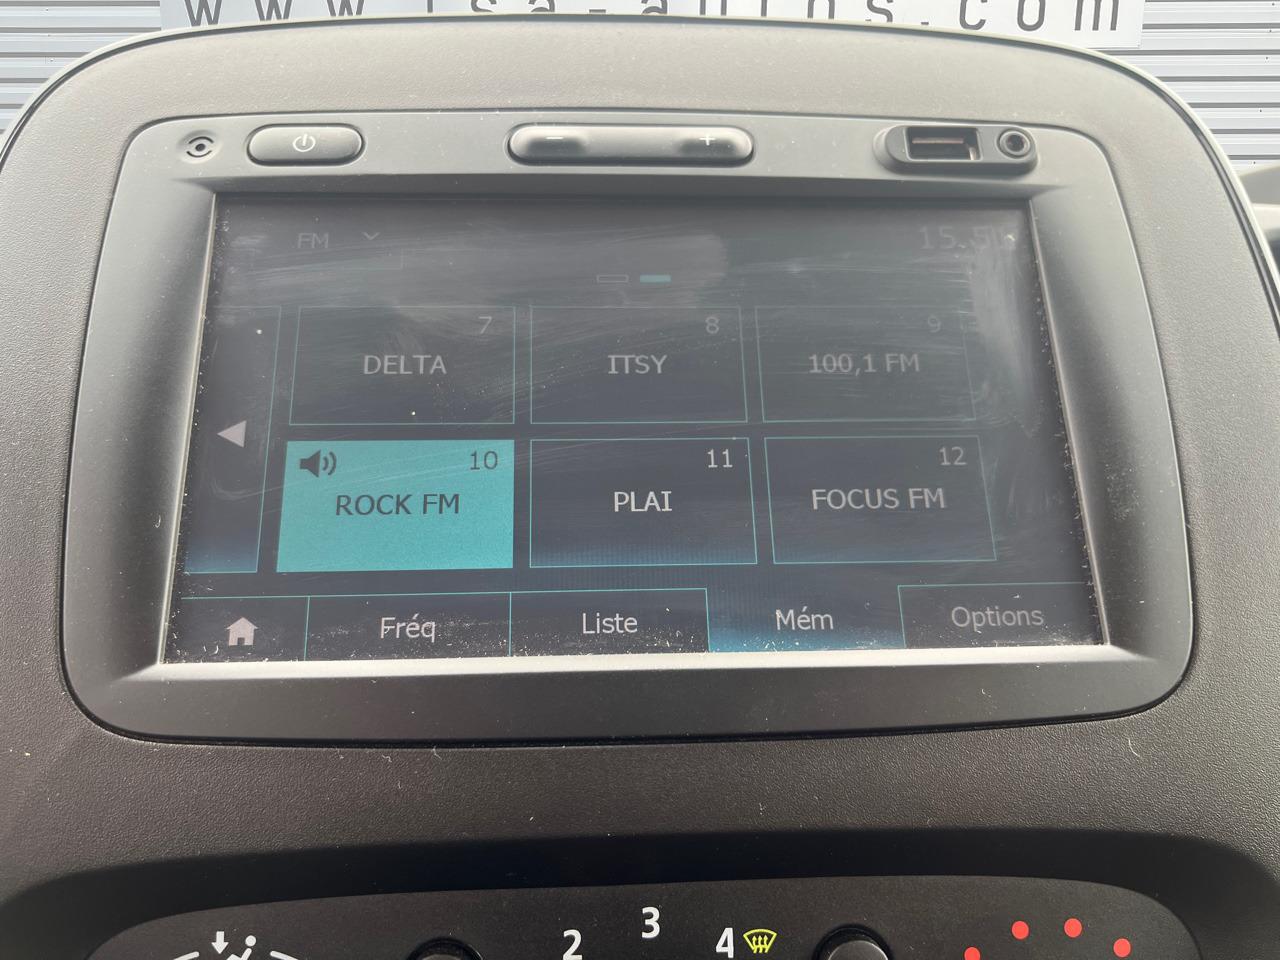 FM
7
DELTA
8
ITSY
9
100,1 FM
10
ROCK FM
11
PLAI
12
FOCUS FM
Fréq
Liste
Mém
Options
2 3 4